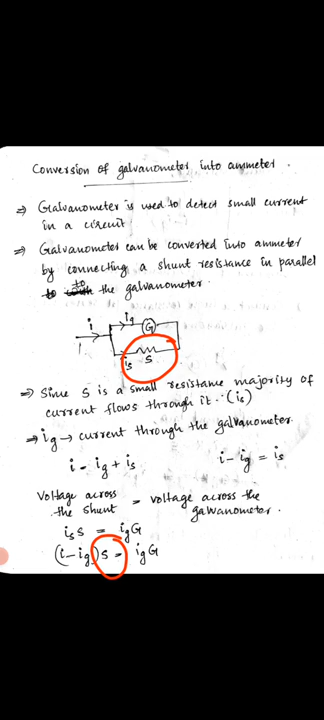 Conversion of galvanometer into ammeter.
⇒ Galvanometer is used to detect small current
in a circuit
⇒ Galvanometer can be converted into ammeter
by connecting a shunt resistance in parallel
to the galvanometer.
i ig G
is S
⇒ Since S is a small resistane majority of
current flows through it. (is)
⇒ ig → current through the galvanometer
i - ig + is i - ig = is
Voltage across the shunt = voltage across the galvanometer.
is S = ig G
(i - ig) S = ig G